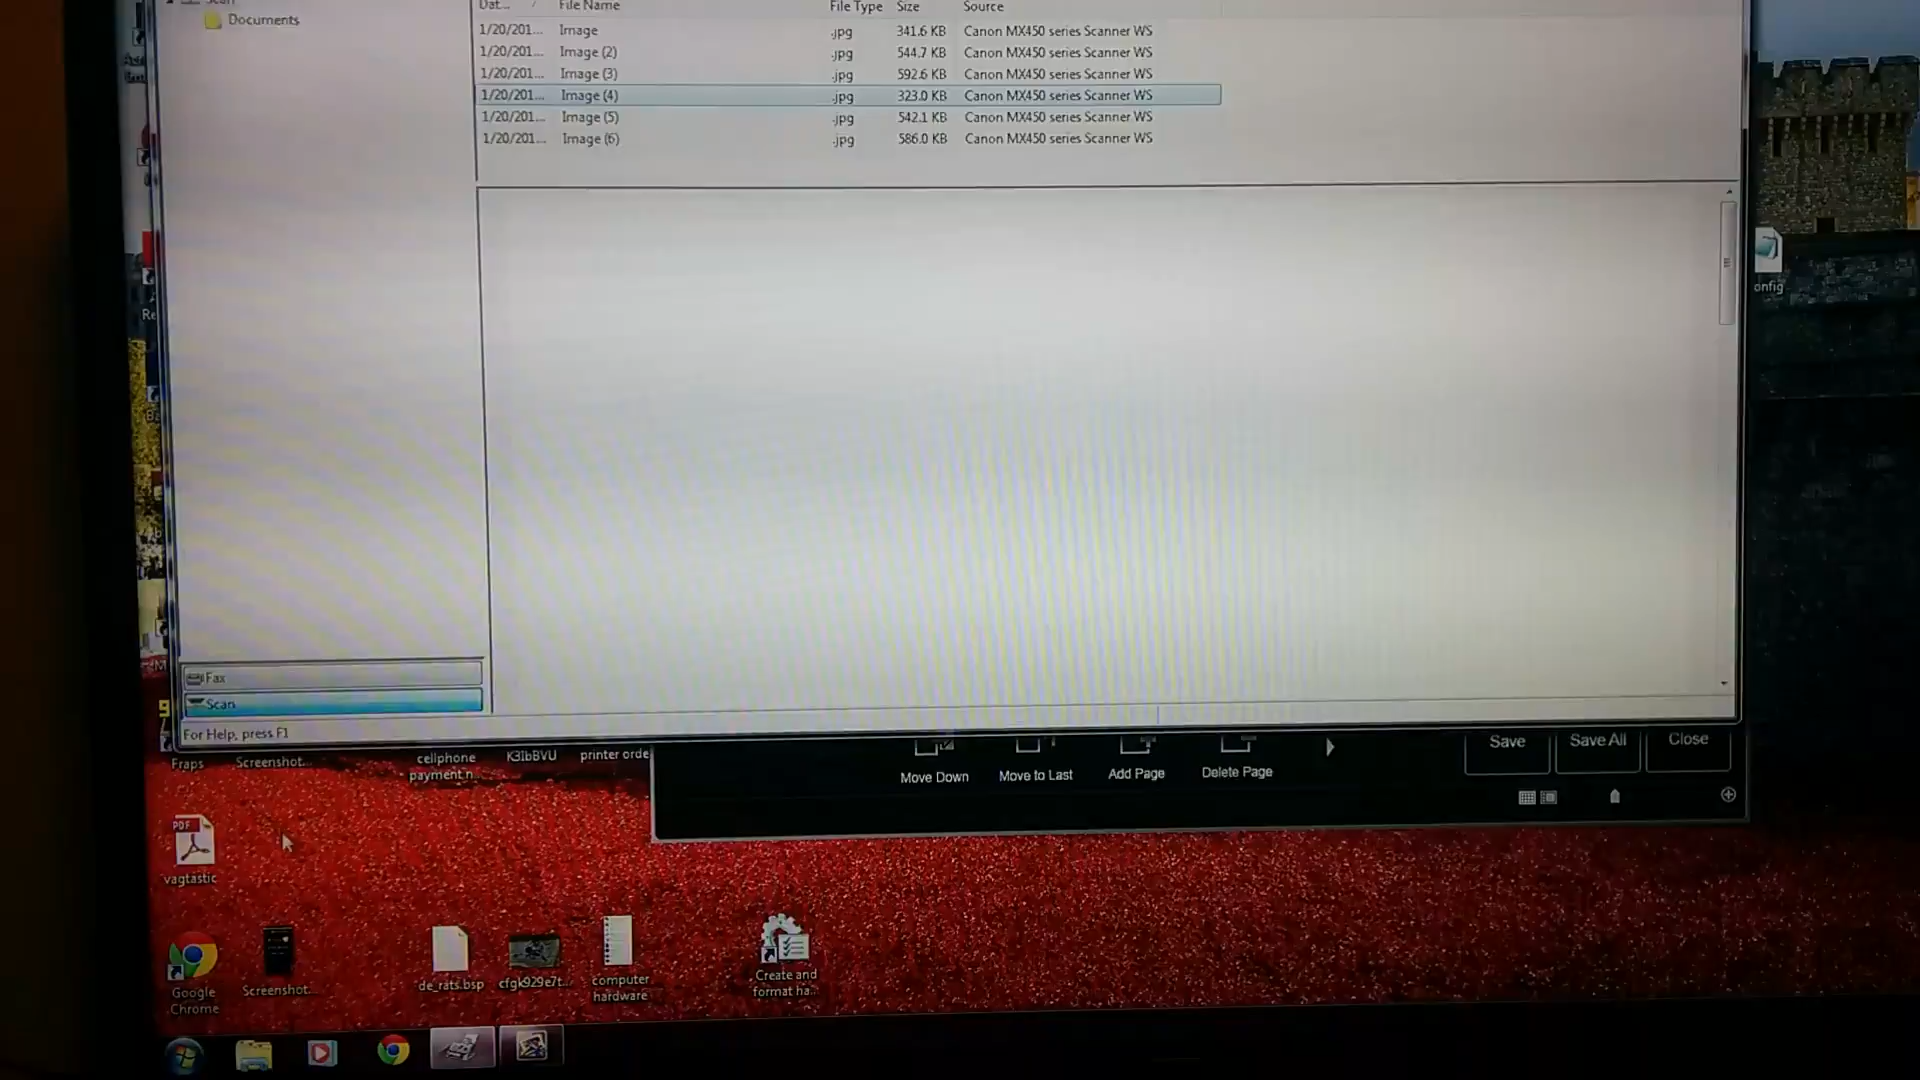 Scan
Documents
Dat... File Name File Type Size Source
1/20/201... Image .jpg 341.6 KB Canon MX450 series Scanner WS
1/20/201... Image (2) .jpg 544.7 KB Canon MX450 series Scanner WS
1/20/201... Image (3) .jpg 592.6 KB Canon MX450 series Scanner WS
1/20/201... Image (4) .jpg 323.0 KB Canon MX450 series Scanner WS
1/20/201... Image (5) .jpg 542.1 KB Canon MX450 series Scanner WS
1/20/201... Image (6) .jpg 586.0 KB Canon MX450 series Scanner WS
onfig
Re
Fax
Scan
For Help, press F1
Fraps
Screenshot...
cellphone
payment n...
K3IbBVU
printer orde
Move Down
Move to Last
Add Page
Delete Page
Save
Save All
Close
PDF
vagtastic
Google
Chrome
Screenshot...
de_rats.bsp
cfgk929e7t...
computer
hardware
Create and
format ha...